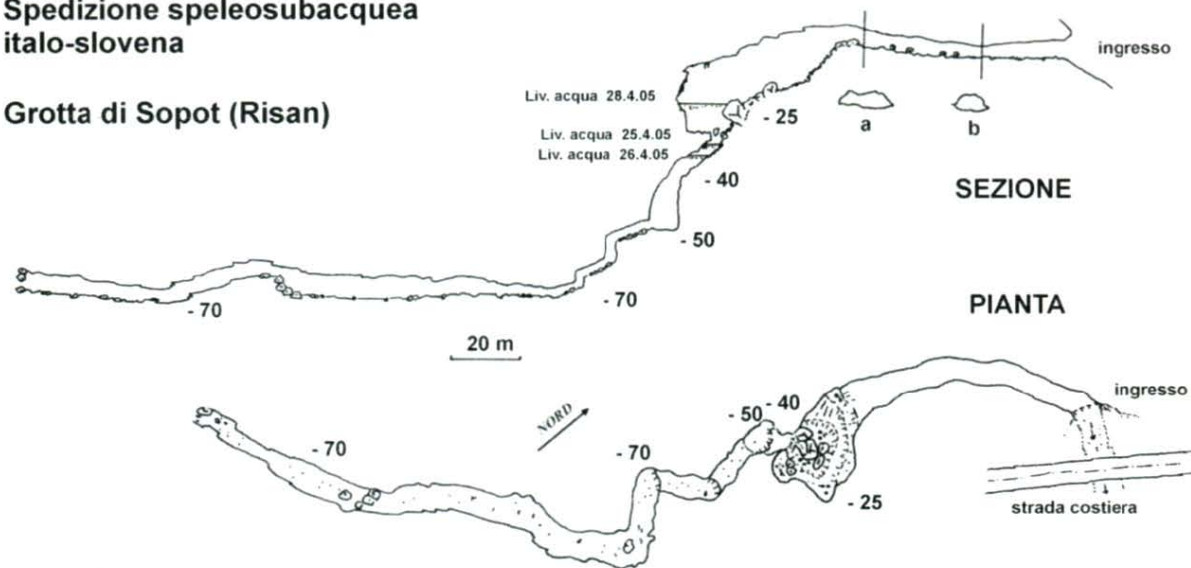 Spedizione speleosubacquea
italo-slovena
Grotta di Sopot (Risan)
ingresso
Liv. acqua 28.4.05
- 25
a
b
Liv. acqua 25.4.05
Liv. acqua 26.4.05
- 40
SEZIONE
- 50
- 70
- 70
PIANTA
20 m
ingresso
NORD
- 50
- 40
- 70
- 70
- 25
strada costiera